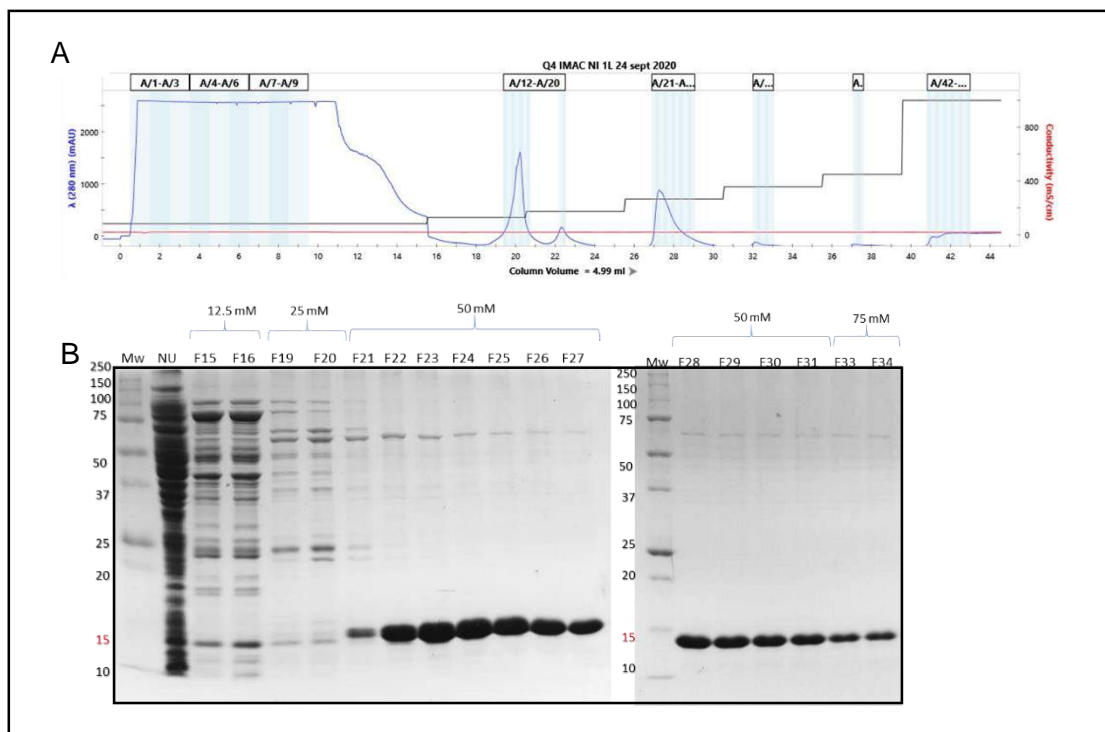 A
Q4 IMAC NI 1L 24 sept 2020
A/1-A/3 A/4-A/6 A/7-A/9 A/12-A/20 A/21-A... A/... A. A/42-...
λ (280 nm) (mAU)
2000
1000
0
Conductivity (mS/cm)
800
400
0
0 2 4 6 8 10 12 14 16 18 20 22 24 26 28 30 32 34 36 38 40 42 44
Column Volume = 4.99 ml
B
12.5 mM 25 mM 50 mM
Mw NU F15 F16 F19 F20 F21 F22 F23 F24 F25 F26 F27
250
150
100
75
50
37
25
20
15
10
50 mM 75 mM
Mw F28 F29 F30 F31 F33 F34
250
150
100
75
50
37
25
20
15
10